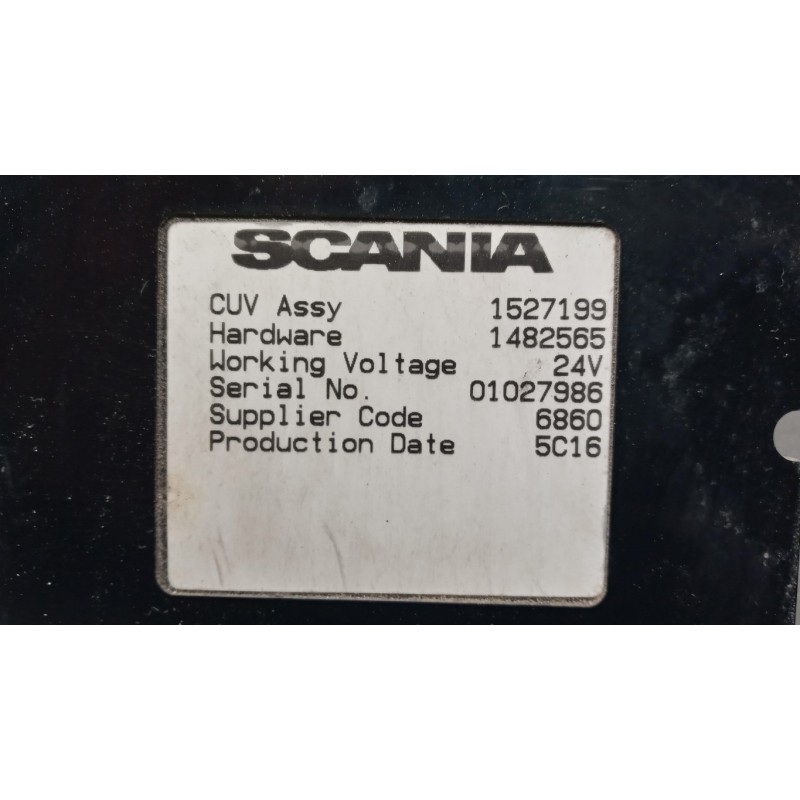 SCANIA
CUV Assy 1527199
Hardware 1482565
Working Voltage 24V
Serial No. 01027986
Supplier Code 6860
Production Date 5C16